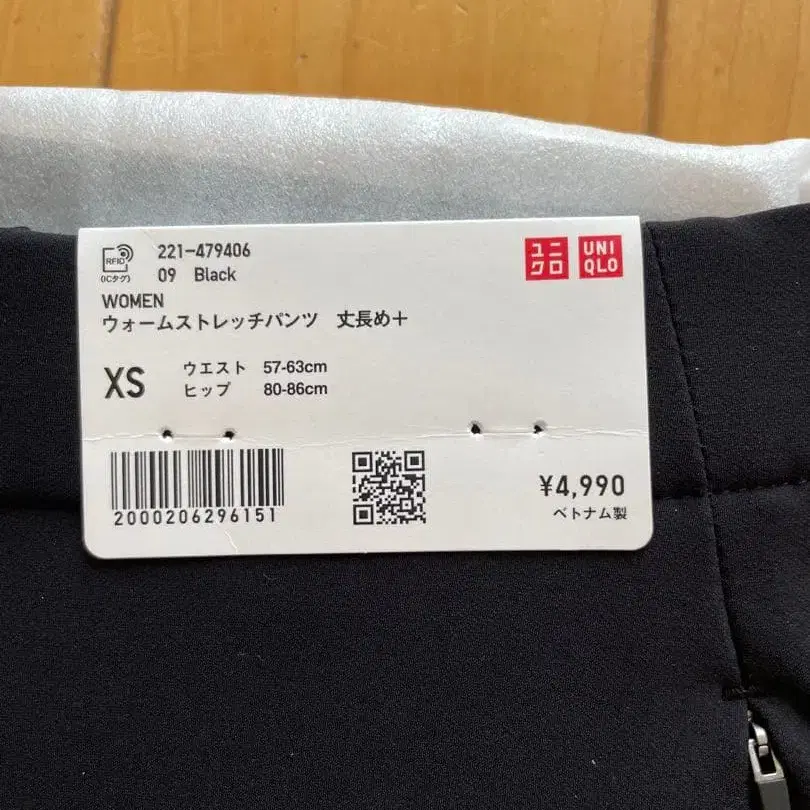 RFID
(ICタグ)
221-479406
09 Black
ユニ
クロ
UNI
QLO
WOMEN
ウォームストレッチパンツ 丈長め+
XS
ウエスト 57-63cm
ヒップ 80-86cm
2000206296151
¥4,990
ベトナム製